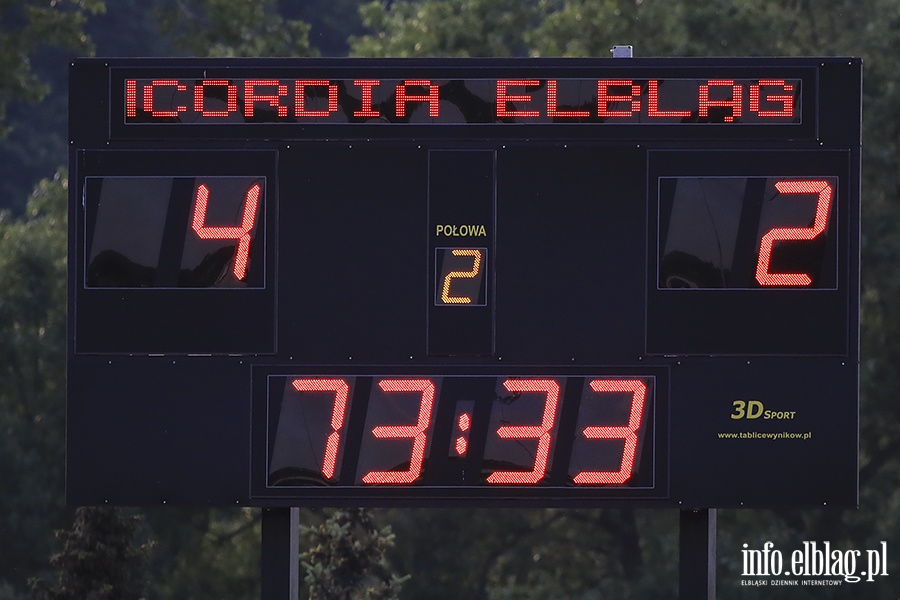 ICORDIA ELBLĄG
4 2
POŁOWA
2
73:33
3D SPORT
www.tablicewynikow.pl
info.elblag.pl
ELBLĄSKI DZIENNIK INTERNETOWY